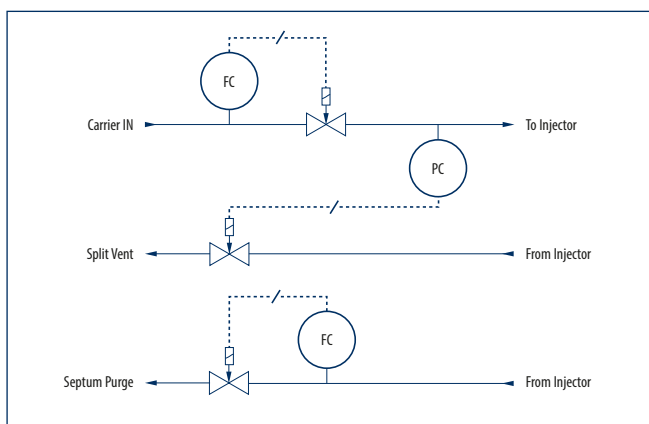 FC
Carrier IN
To Injector
PC
Split Vent
From Injector
FC
Septum Purge
From Injector